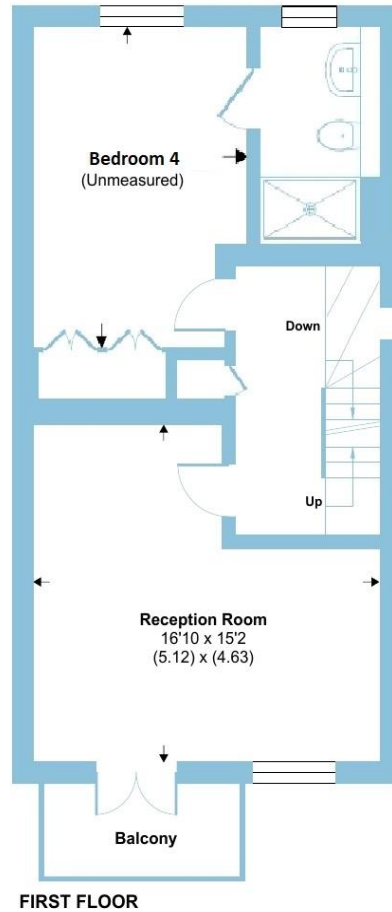 Bedroom 4
(Unmeasured)
Down
Up
Reception Room
16'10 x 15'2
(5.12) x (4.63)
Balcony
FIRST FLOOR